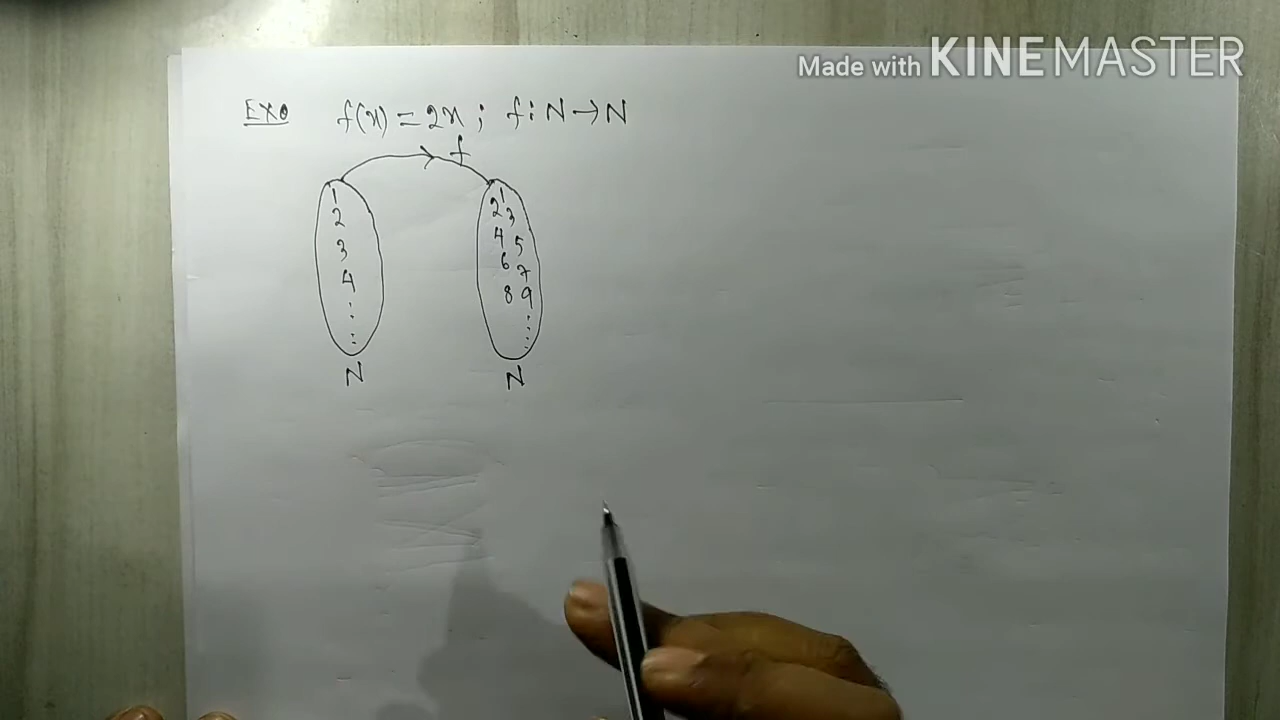 Made with KINEMASTER
Ex. f(x) = 2x ; f : N → N
f
1 1
2 2 3
3 4 5
4 6 7
8 9
N N